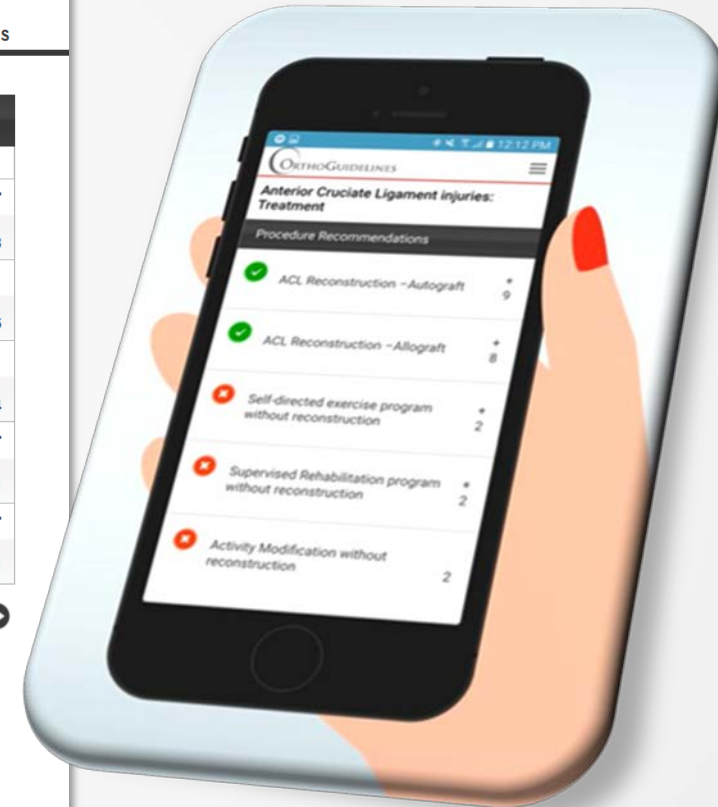 s
12:12 PM
ORTHOGUIDELINES
Anterior Cruciate Ligament injuries:
Treatment
Procedure Recommendations
ACL Reconstruction –Autograft
+
9
ACL Reconstruction –Allograft
+
8
Self-directed exercise program
without reconstruction
+
2
Supervised Rehabilitation program
without reconstruction
+
2
Activity Modification without
reconstruction
2